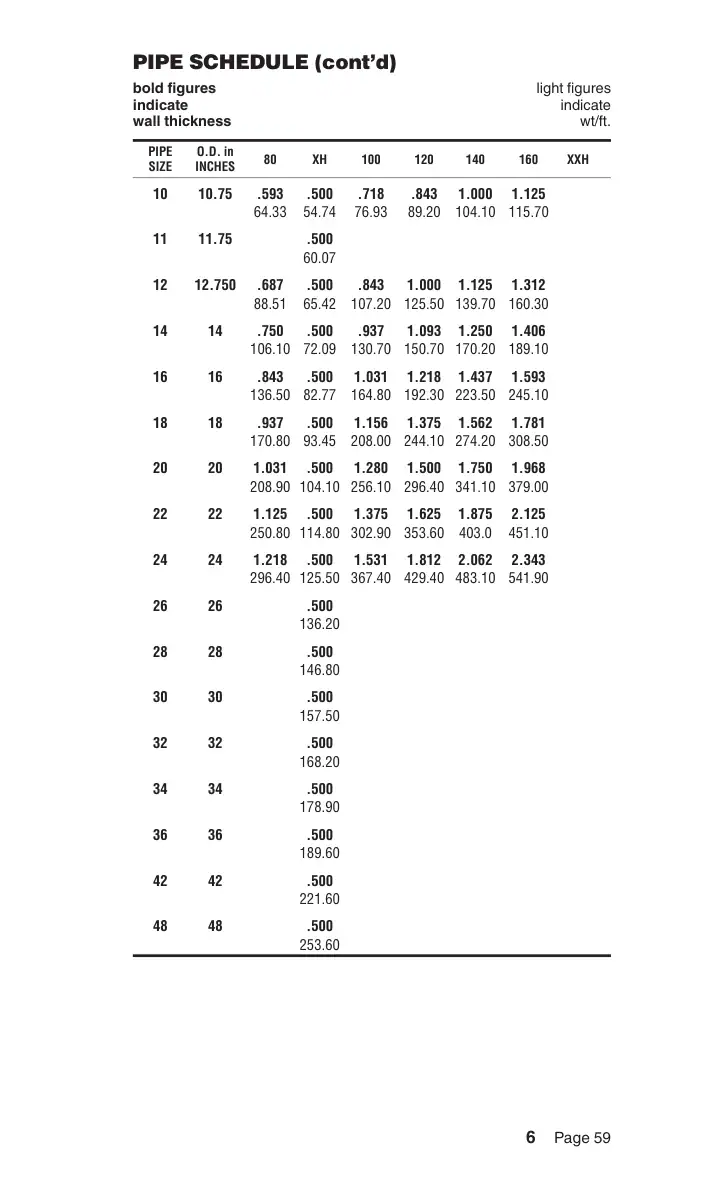 PIPE SCHEDULE (cont’d)
bold figures light figures
indicate indicate
wall thickness wt/ft.
PIPE SIZE O.D. in INCHES 80 XH 100 120 140 160 XXH
10 10.75 .593 .500 .718 .843 1.000 1.125
64.33 54.74 76.93 89.20 104.10 115.70
11 11.75 .500
60.07
12 12.750 .687 .500 .843 1.000 1.125 1.312
88.51 65.42 107.20 125.50 139.70 160.30
14 14 .750 .500 .937 1.093 1.250 1.406
106.10 72.09 130.70 150.70 170.20 189.10
16 16 .843 .500 1.031 1.218 1.437 1.593
136.50 82.77 164.80 192.30 223.50 245.10
18 18 .937 .500 1.156 1.375 1.562 1.781
170.80 93.45 208.00 244.10 274.20 308.50
20 20 1.031 .500 1.280 1.500 1.750 1.968
208.90 104.10 256.10 296.40 341.10 379.00
22 22 1.125 .500 1.375 1.625 1.875 2.125
250.80 114.80 302.90 353.60 403.0 451.10
24 24 1.218 .500 1.531 1.812 2.062 2.343
296.40 125.50 367.40 429.40 483.10 541.90
26 26 .500
136.20
28 28 .500
146.80
30 30 .500
157.50
32 32 .500
168.20
34 34 .500
178.90
36 36 .500
189.60
42 42 .500
221.60
48 48 .500
253.60
6 Page 59